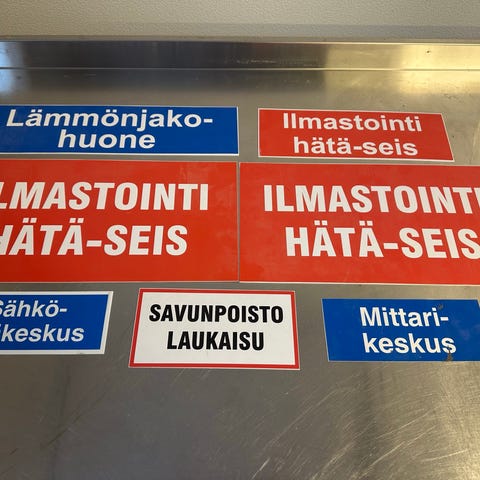 Lämmönjako-
huone
Ilmastointi
hätä-seis
ILMASTOINTI
HÄTÄ-SEIS
ILMASTOINTI
HÄTÄ-SEIS
Sähkö-
keskus
SAVUNPOISTO
LAUKAISU
Mittari-
keskus